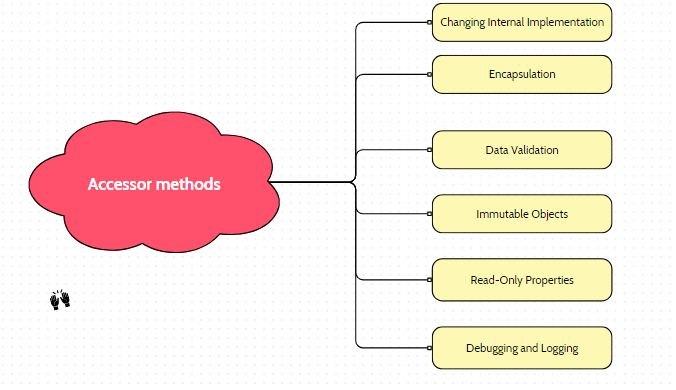 Changing Internal Implementation
Encapsulation
Data Validation
Accessor methods
Immutable Objects
Read-Only Properties
Debugging and Logging